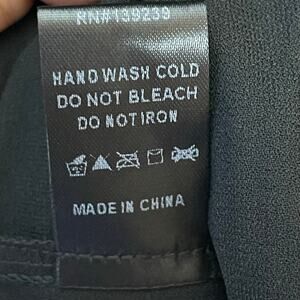 RN#139239
HAND WASH COLD
DO NOT BLEACH
DO NOT IRON
MADE IN CHINA